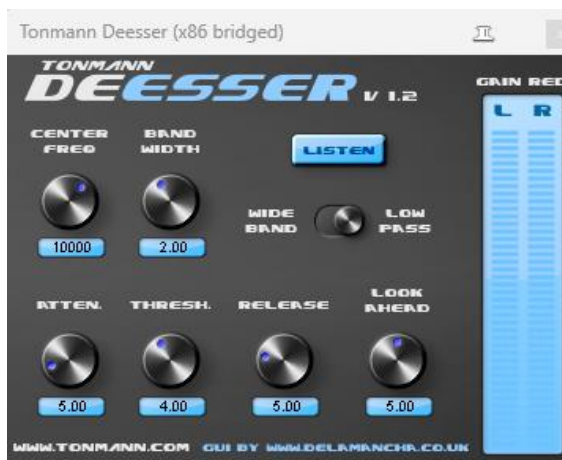 Tonmann Deesser (x86 bridged)
TONMANN
DEESSER V 1.2
GAIN RED
L R
CENTER FREQ
BAND WIDTH
LISTEN
10000
2.00
WIDE BAND
LOW PASS
ATTEN.
THRESH.
RELEASE
LOOK AHEAD
5.00
4.00
5.00
5.00
WWW.TONMANN.COM GUI BY WWW.DELAMANCHA.CO.UK